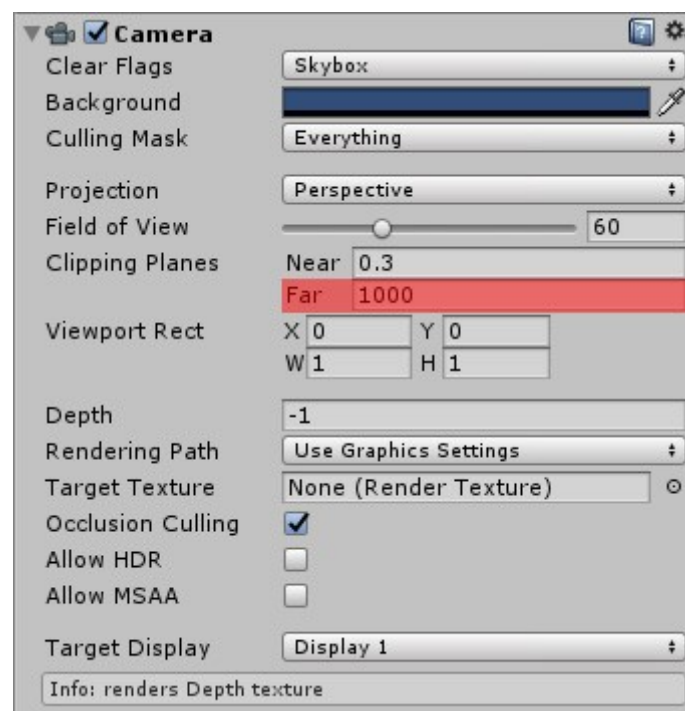 Camera
Clear Flags Skybox
Background
Culling Mask Everything
Projection Perspective
Field of View 60
Clipping Planes Near 0.3
Far 1000
Viewport Rect X 0 Y 0
W 1 H 1
Depth -1
Rendering Path Use Graphics Settings
Target Texture None (Render Texture)
Occlusion Culling
Allow HDR
Allow MSAA
Target Display Display 1
Info: renders Depth texture